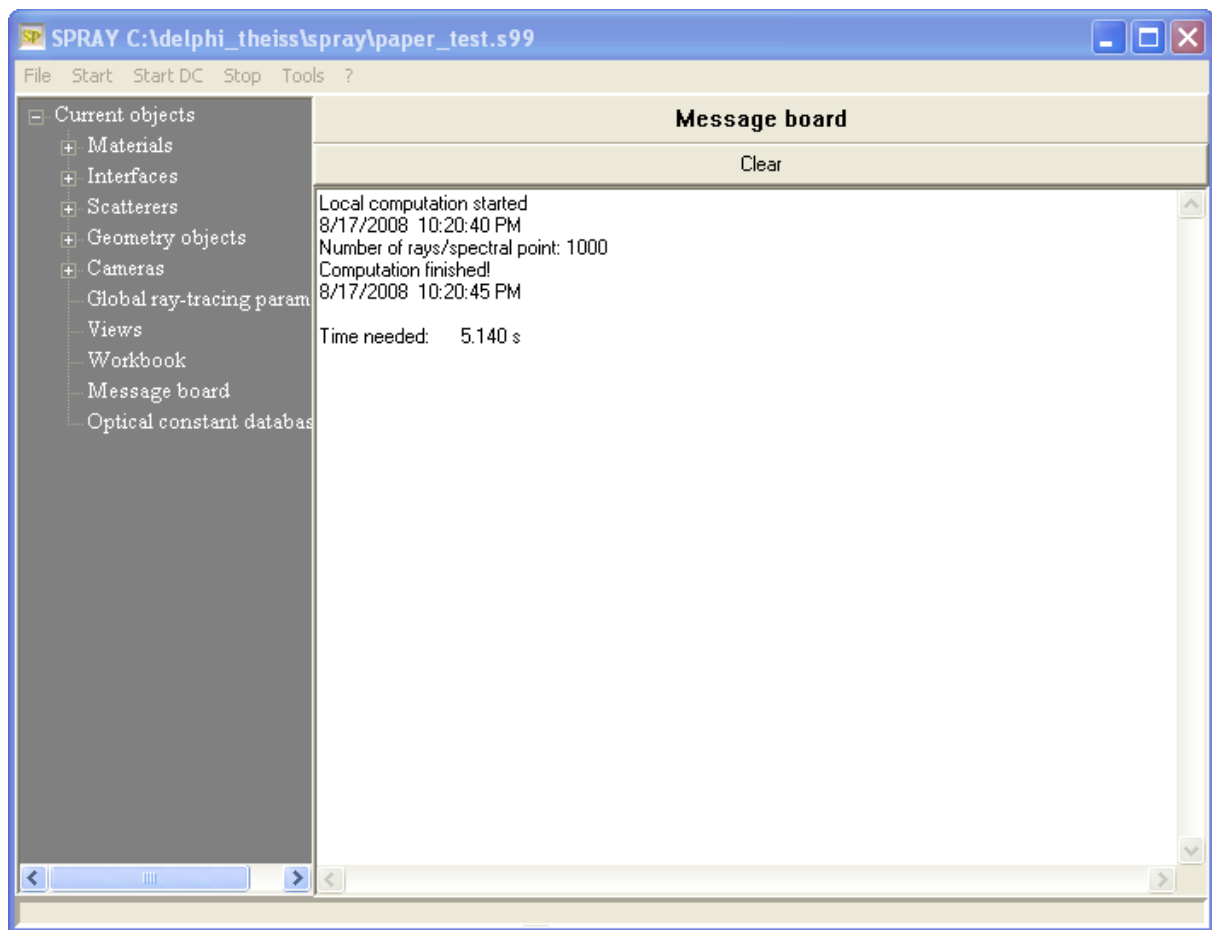 SPRAY C:\delphi_theiss\spray\paper_test.s99
File Start Start DC Stop Tools ?
Current objects
Materials
Interfaces
Scatterers
Geometry objects
Cameras
Global ray-tracing param
Views
Workbook
Message board
Optical constant databas
Message board
Clear
Local computation started
8/17/2008 10:20:40 PM
Number of rays/spectral point: 1000
Computation finished!
8/17/2008 10:20:45 PM
Time needed: 5.140 s